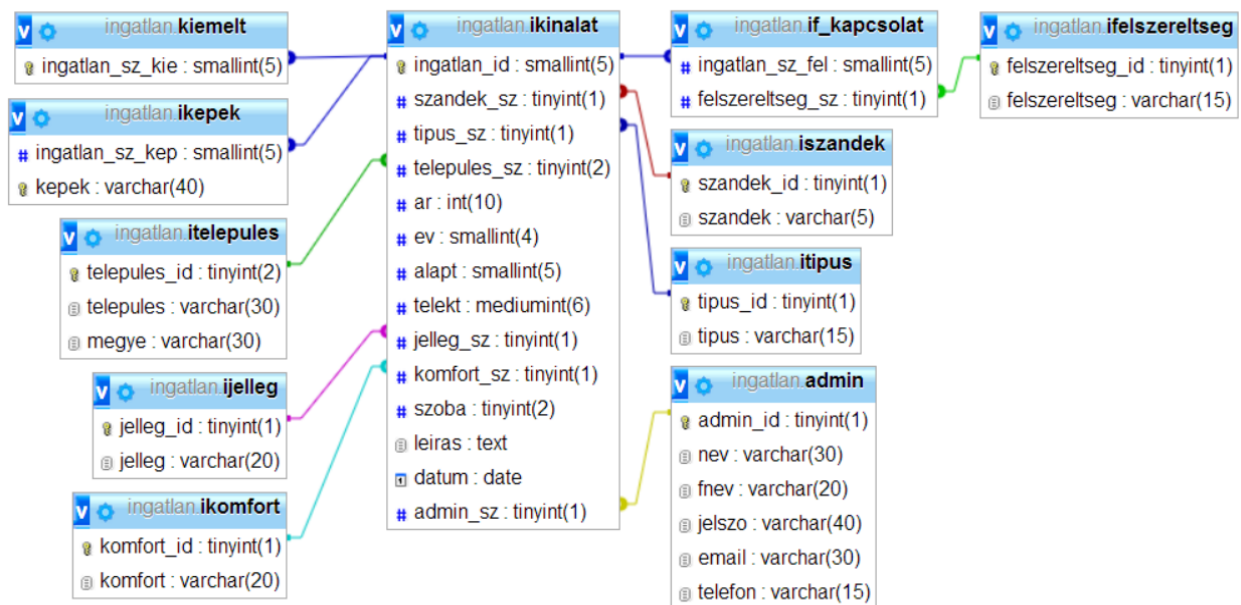 ingatlan.kiemelt
ingatlan_sz_kie : smallint(5)
ingatlan.ikepek
# ingatlan_sz_kep : smallint(5)
kepek : varchar(40)
ingatlan.itelepules
telepules_id : tinyint(2)
telepules : varchar(30)
megye : varchar(30)
ingatlan.ijelleg
jelleg_id : tinyint(1)
jelleg : varchar(20)
ingatlan.ikomfort
komfort_id : tinyint(1)
komfort : varchar(20)
ingatlan.ikinalat
ingatlan_id : smallint(5)
# szandek_sz : tinyint(1)
# tipus_sz : tinyint(1)
# telepules_sz : tinyint(2)
# ar : int(10)
# ev : smallint(4)
# alapt : smallint(5)
# telekt : mediumint(6)
# jelleg_sz : tinyint(1)
# komfort_sz : tinyint(1)
# szoba : tinyint(2)
leiras : text
datum : date
# admin_sz : tinyint(1)
ingatlan.if_kapcsolat
# ingatlan_sz_fel : smallint(5)
# felszereltseg_sz : tinyint(1)
ingatlan.iszandek
szandek_id : tinyint(1)
szandek : varchar(5)
ingatlan.itipus
tipus_id : tinyint(1)
tipus : varchar(15)
ingatlan.admin
admin_id : tinyint(1)
nev : varchar(30)
fnev : varchar(20)
jelszo : varchar(40)
email : varchar(30)
telefon : varchar(15)
ingatlan.ifelszereltseg
felszereltseg_id : tinyint(1)
felszereltseg : varchar(15)